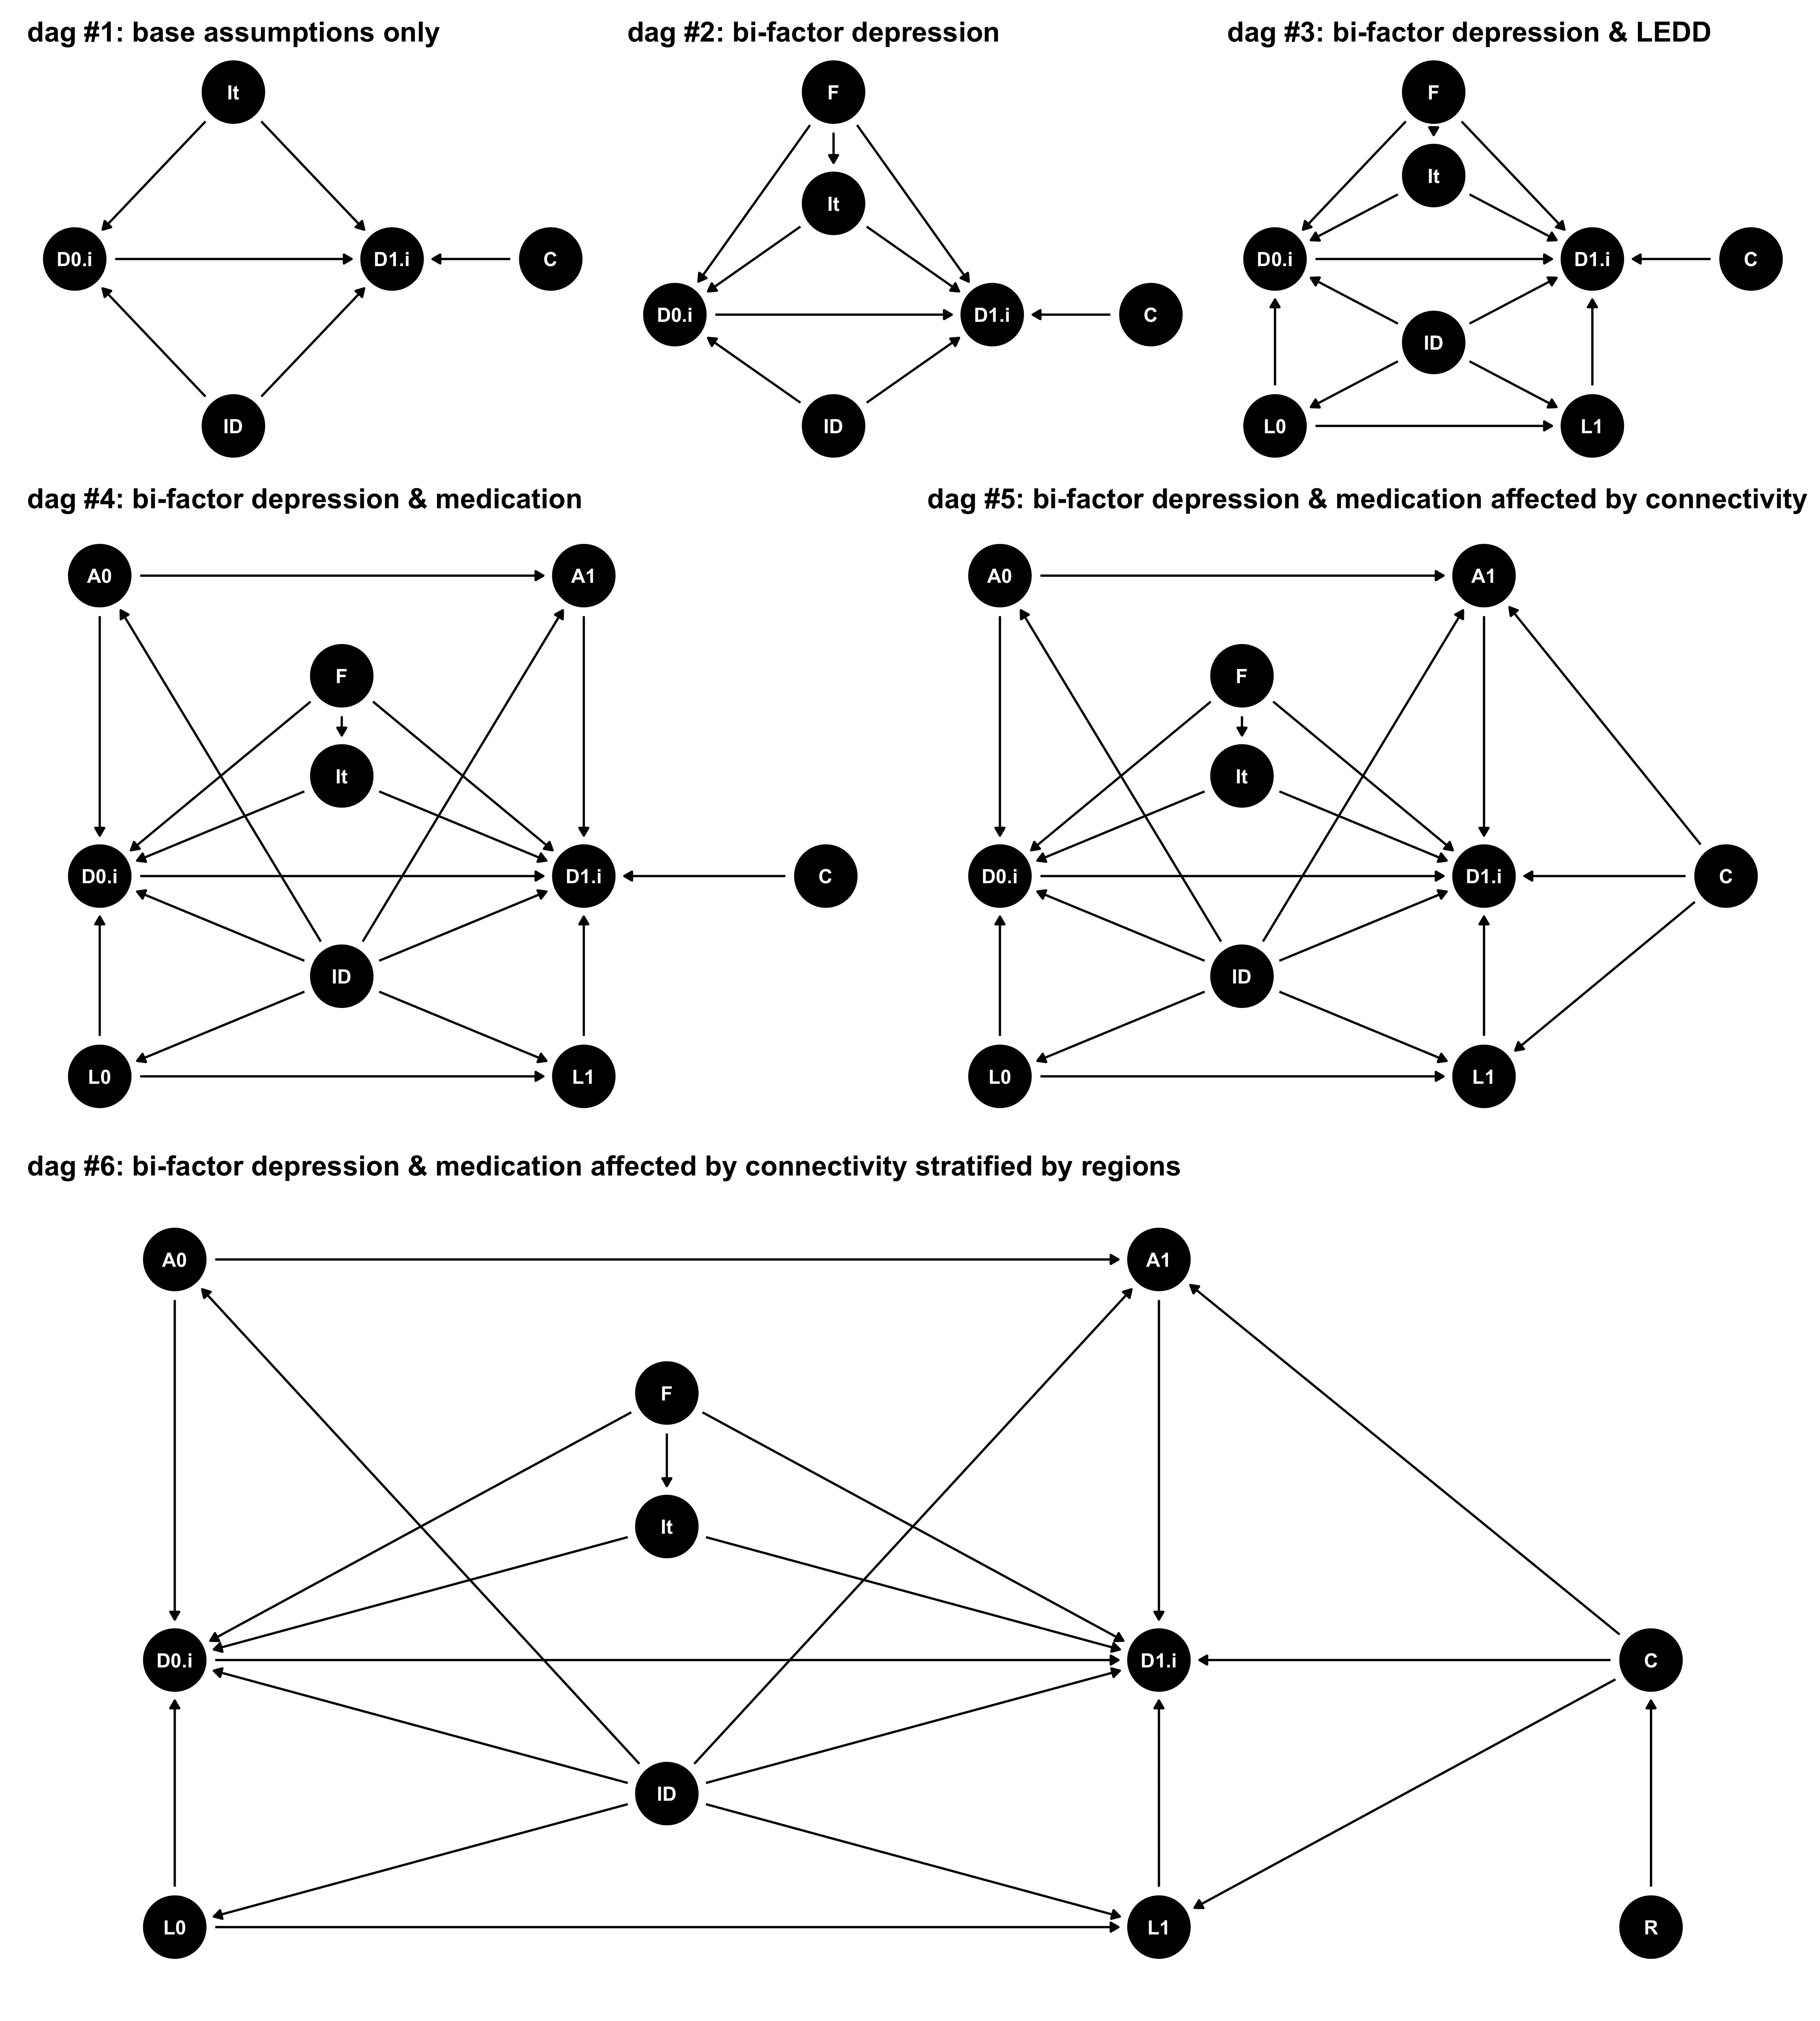 dag #1: base assumptions only
It
D0.i
D1.i
C
ID
dag #2: bi-factor depression
F
It
D0.i
D1.i
C
ID
dag #3: bi-factor depression & LEDD
F
It
D0.i
D1.i
C
ID
L0
L1
dag #4: bi-factor depression & medication
A0
A1
F
It
D0.i
D1.i
C
ID
L0
L1
dag #5: bi-factor depression & medication affected by connectivity
A0
A1
F
It
D0.i
D1.i
C
ID
L0
L1
dag #6: bi-factor depression & medication affected by connectivity stratified by regions
A0
A1
F
It
D0.i
D1.i
C
ID
L0
L1
R